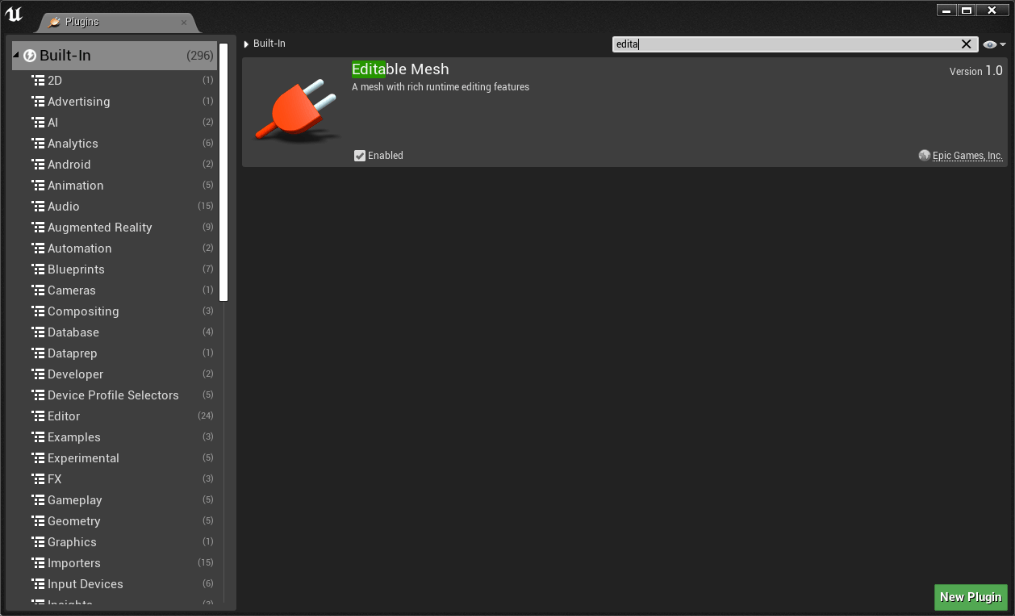 Plugins
Built-In (296)
2D (1)
Advertising (1)
AI (2)
Analytics (6)
Android (2)
Animation (5)
Audio (15)
Augmented Reality (9)
Automation (2)
Blueprints (7)
Cameras (1)
Compositing (3)
Database (4)
Dataprep (1)
Developer (2)
Device Profile Selectors (5)
Editor (24)
Examples (3)
Experimental (5)
FX (3)
Gameplay (5)
Geometry (5)
Graphics (1)
Importers (15)
Input Devices (6)
Built-In
edita
Editable Mesh
Version 1.0
A mesh with rich runtime editing features
Enabled
Epic Games, Inc.
New Plugin